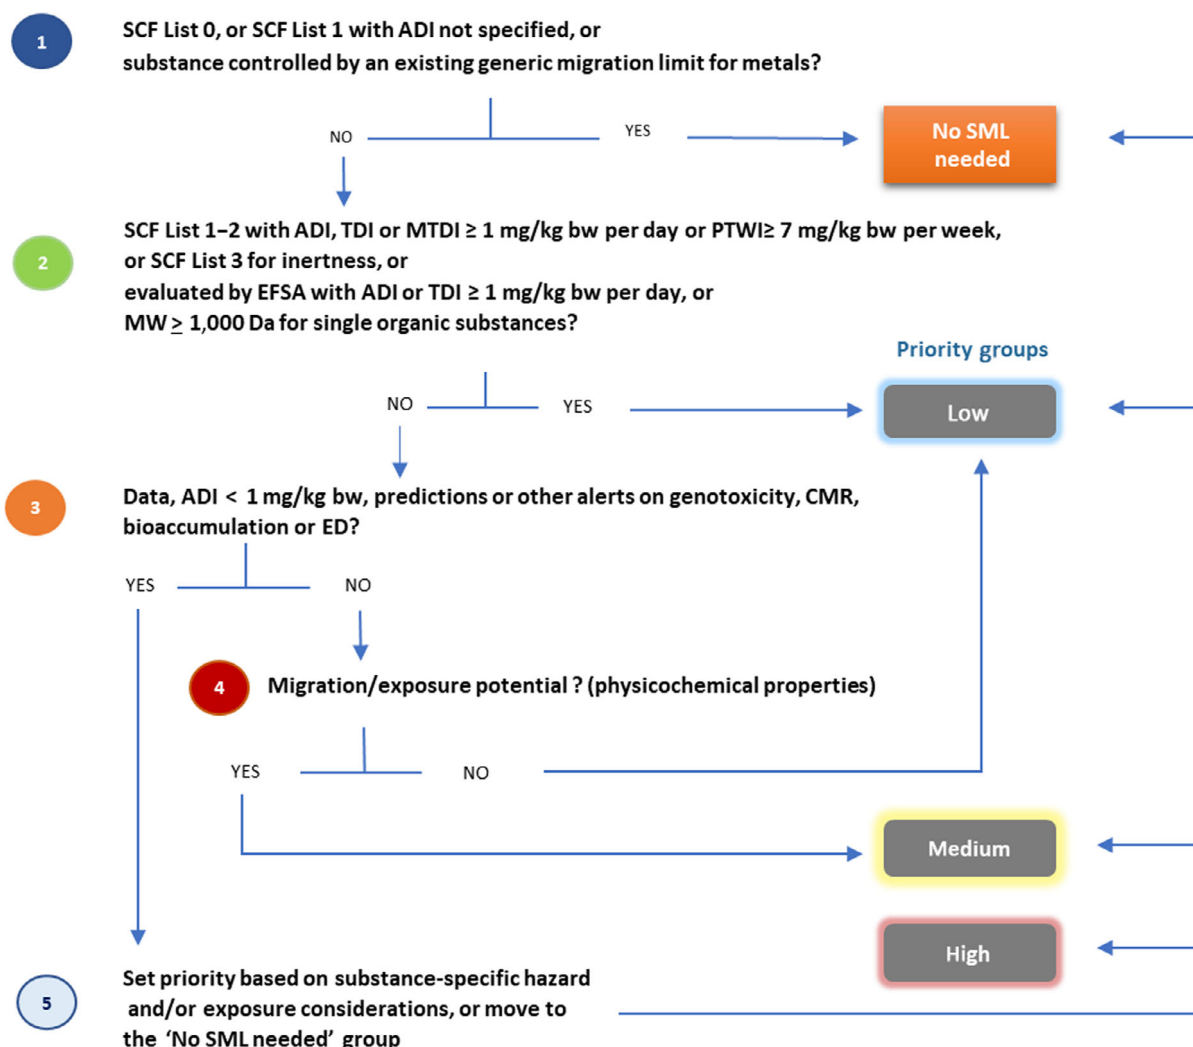 1
SCF List 0, or SCF List 1 with ADI not specified, or
substance controlled by an existing generic migration limit for metals?
NO
YES
No SML
needed
2
SCF List 1–2 with ADI, TDI or MTDI ≥ 1 mg/kg bw per day or PTWI≥ 7 mg/kg bw per week,
or SCF List 3 for inertness, or
evaluated by EFSA with ADI or TDI ≥ 1 mg/kg bw per day, or
MW ≥ 1,000 Da for single organic substances?
Priority groups
NO
YES
Low
3
Data, ADI < 1 mg/kg bw, predictions or other alerts on genotoxicity, CMR,
bioaccumulation or ED?
YES
NO
4
Migration/exposure potential ? (physicochemical properties)
YES
NO
Medium
High
5
Set priority based on substance-specific hazard
and/or exposure considerations, or move to
the ‘No SML needed’ group